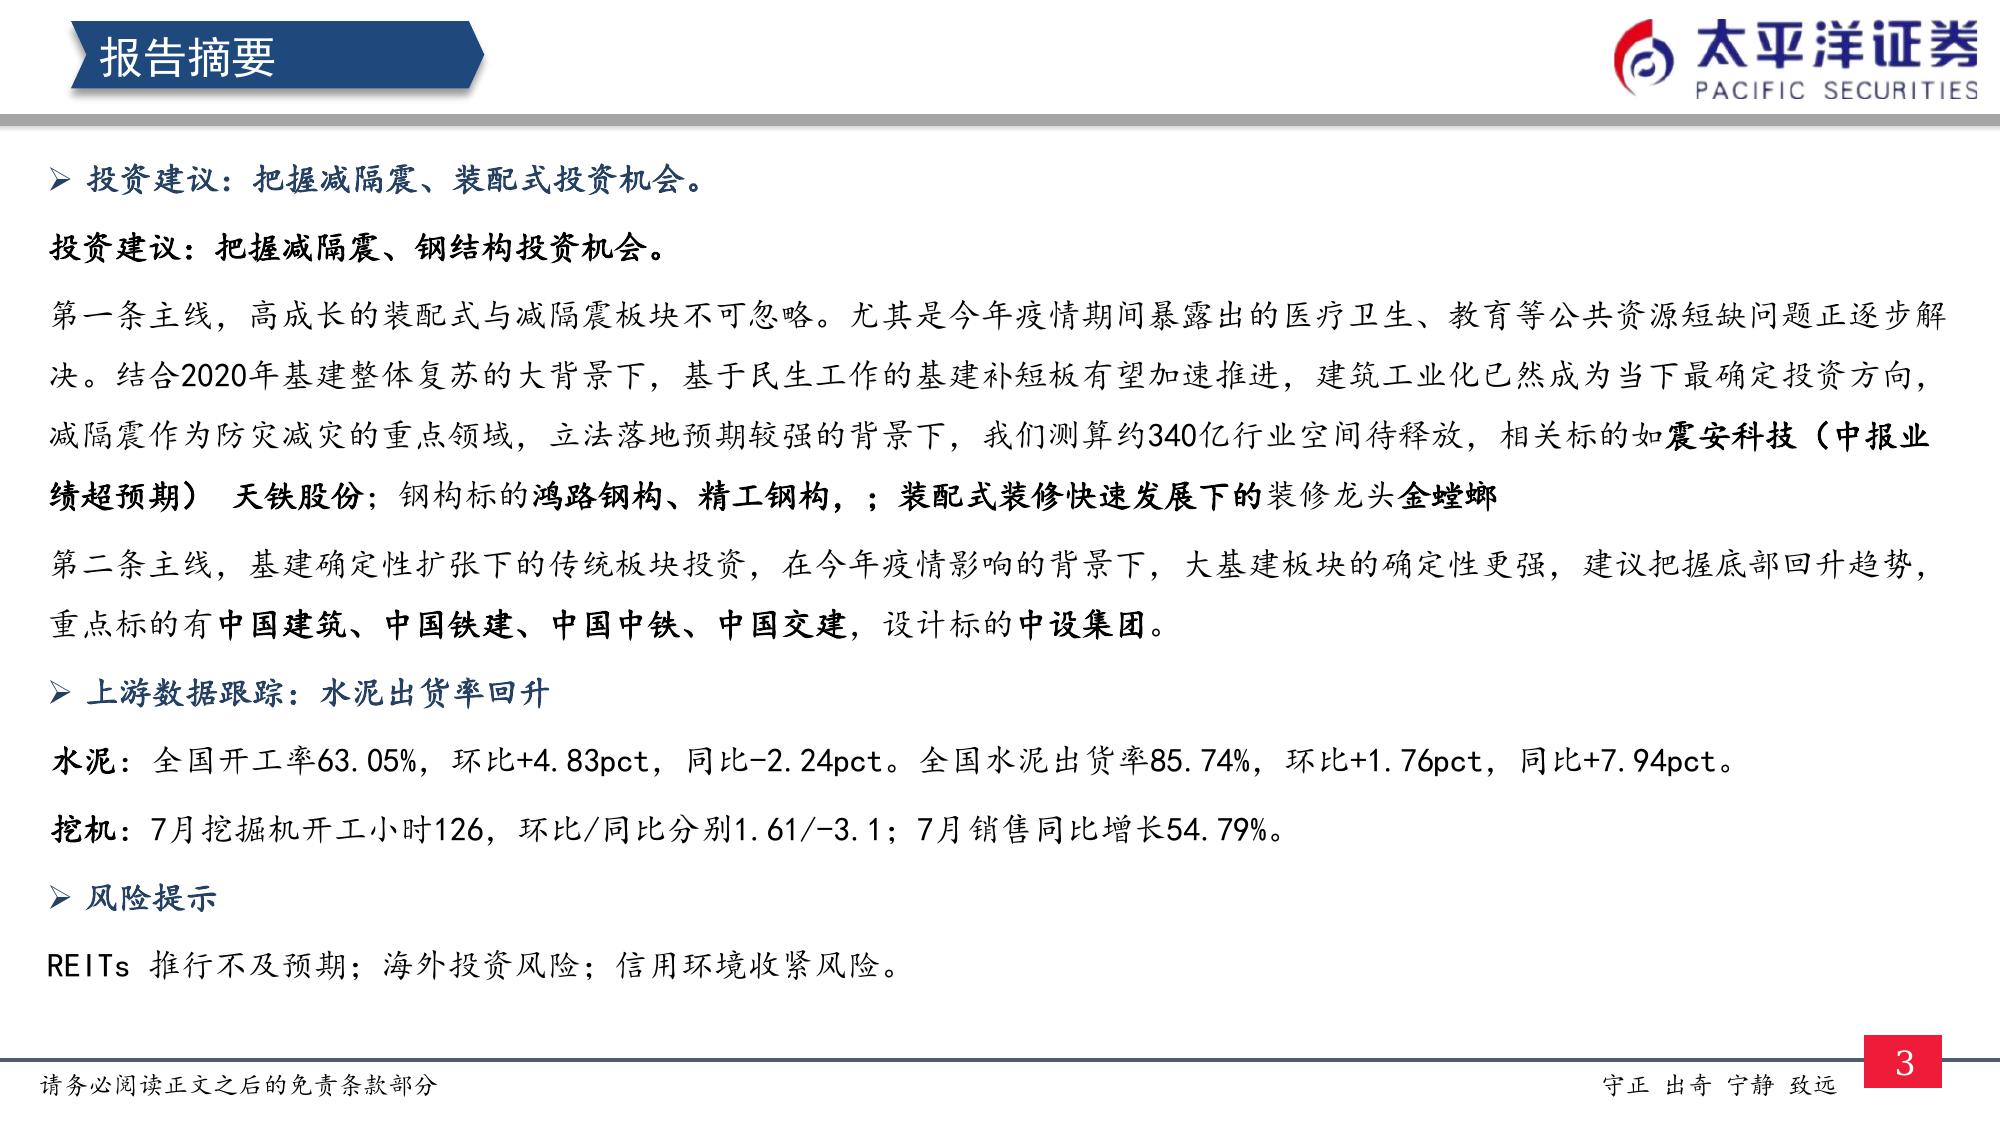 报告摘要
太平洋证券
PACIFIC SECURITIES
➢ 投资建议：把握减隔震、装配式投资机会。
投资建议：把握减隔震、钢结构投资机会。
第一条主线，高成长的装配式与减隔震板块不可忽略。尤其是今年疫情期间暴露出的医疗卫生、教育等公共资源短缺问题正逐步解
决。结合2020年基建整体复苏的大背景下，基于民生工作的基建补短板有望加速推进，建筑工业化已然成为当下最确定投资方向，
减隔震作为防灾减灾的重点领域，立法落地预期较强的背景下，我们测算约340亿行业空间待释放，相关标的如震安科技（中报业
绩超预期） 天铁股份；钢构标的鸿路钢构、精工钢构，；装配式装修快速发展下的装修龙头金螳螂
第二条主线，基建确定性扩张下的传统板块投资，在今年疫情影响的背景下，大基建板块的确定性更强，建议把握底部回升趋势，
重点标的有中国建筑、中国铁建、中国中铁、中国交建，设计标的中设集团。
➢ 上游数据跟踪：水泥出货率回升
水泥：全国开工率63.05%，环比+4.83pct，同比-2.24pct。全国水泥出货率85.74%，环比+1.76pct，同比+7.94pct。
挖机：7月挖掘机开工小时126，环比/同比分别1.61/-3.1；7月销售同比增长54.79%。
➢ 风险提示
REITs 推行不及预期；海外投资风险；信用环境收紧风险。
请务必阅读正文之后的免责条款部分
守正 出奇 宁静 致远
3